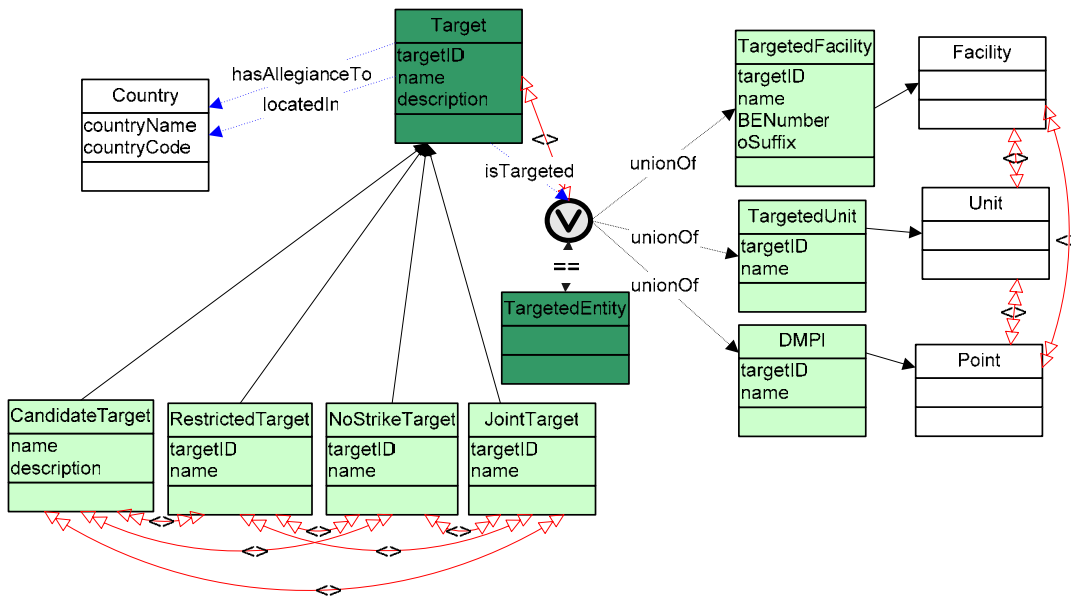 Target
targetID
name
description
hasAllegianceTo
locatedIn
Country
countryName
countryCode
<>
isTargeted
==
TargetedEntity
unionOf
unionOf
unionOf
TargetedFacility
targetID
name
BENumber
oSuffix
Facility
<>
TargetedUnit
targetID
name
Unit
<
<>
DMPI
targetID
name
Point
CandidateTarget
name
description
RestrictedTarget
targetID
name
NoStrikeTarget
targetID
name
JointTarget
targetID
name
<>
<>
<>
<>
<>
<>